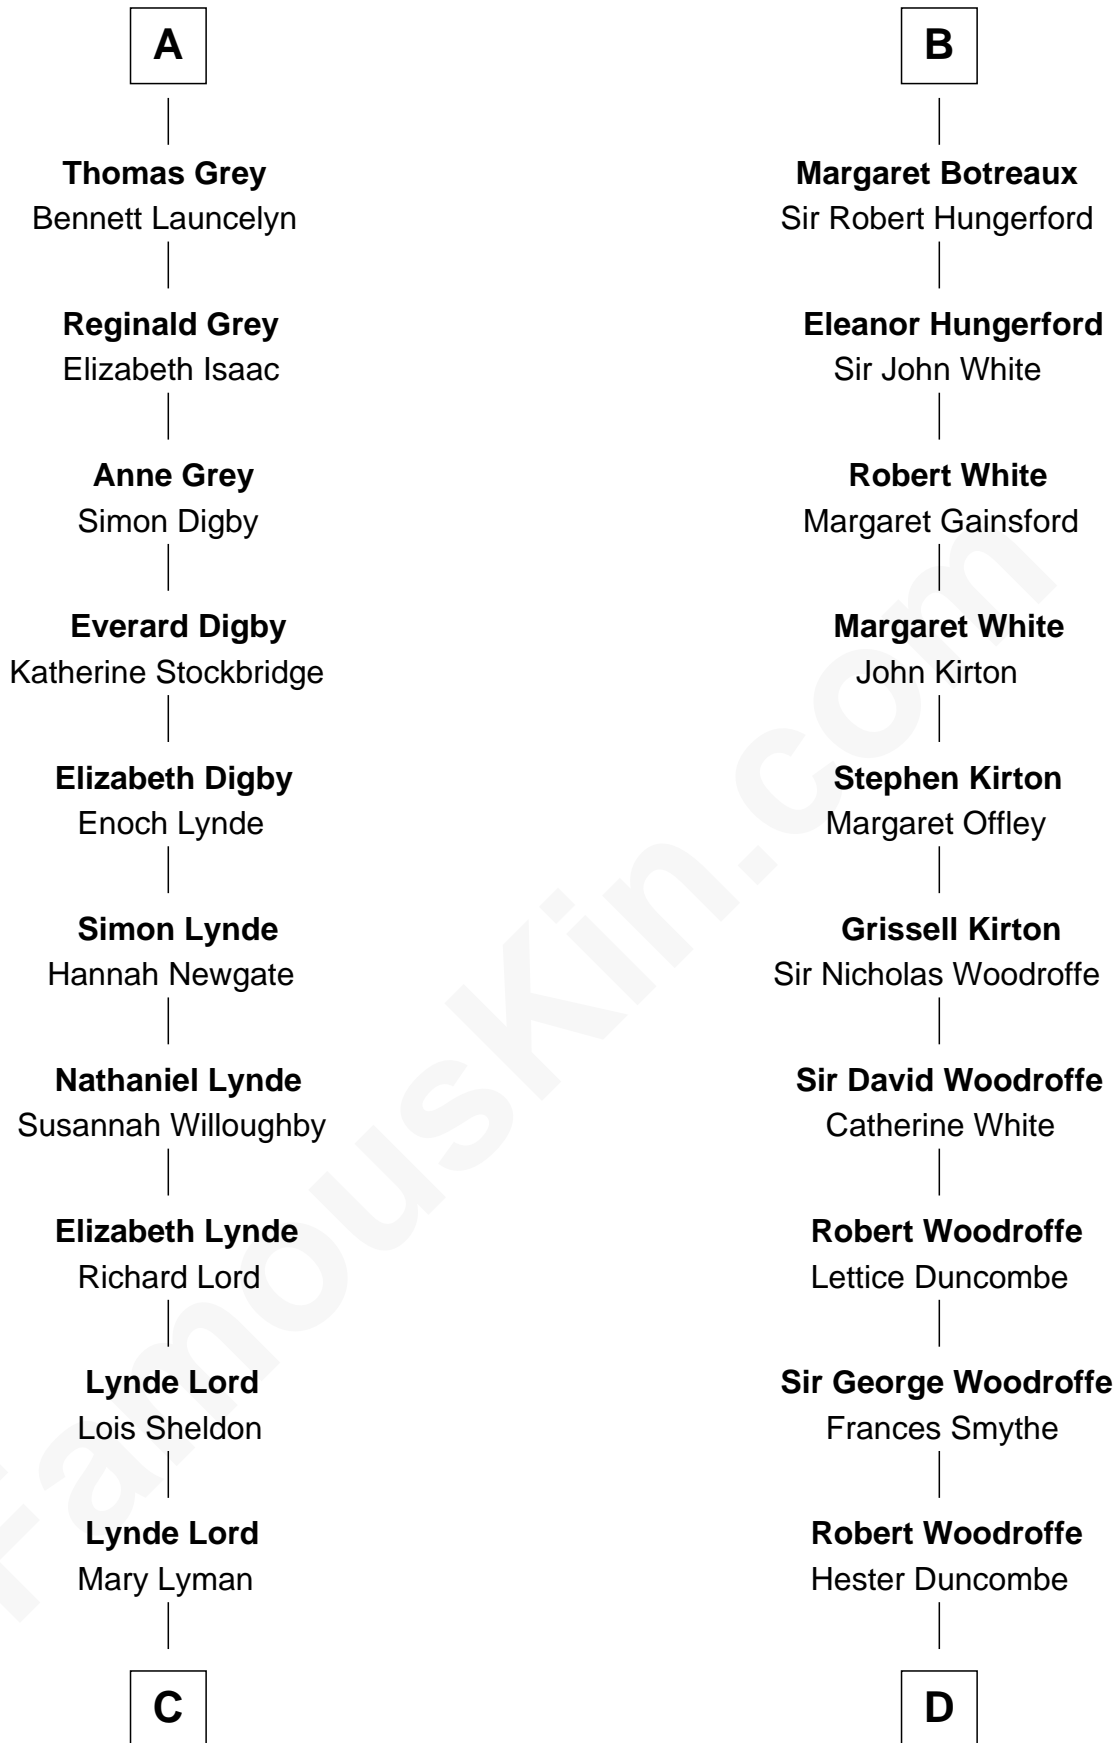 A
Thomas Grey
Bennett Launcelyn
Reginald Grey
Elizabeth Isaac
Anne Grey
Simon Digby
Everard Digby
Katherine Stockbridge
Elizabeth Digby
Enoch Lynde
Simon Lynde
Hannah Newgate
Nathaniel Lynde
Susannah Willoughby
Elizabeth Lynde
Richard Lord
Lynde Lord
Lois Sheldon
Lynde Lord
Mary Lyman
C
B
Margaret Botreaux
Sir Robert Hungerford
Eleanor Hungerford
Sir John White
Robert White
Margaret Gainsford
Margaret White
John Kirton
Stephen Kirton
Margaret Offley
Grissell Kirton
Sir Nicholas Woodroffe
Sir David Woodroffe
Catherine White
Robert Woodroffe
Lettice Duncombe
Sir George Woodroffe
Frances Smythe
Robert Woodroffe
Hester Duncombe
D
FamousKin.com